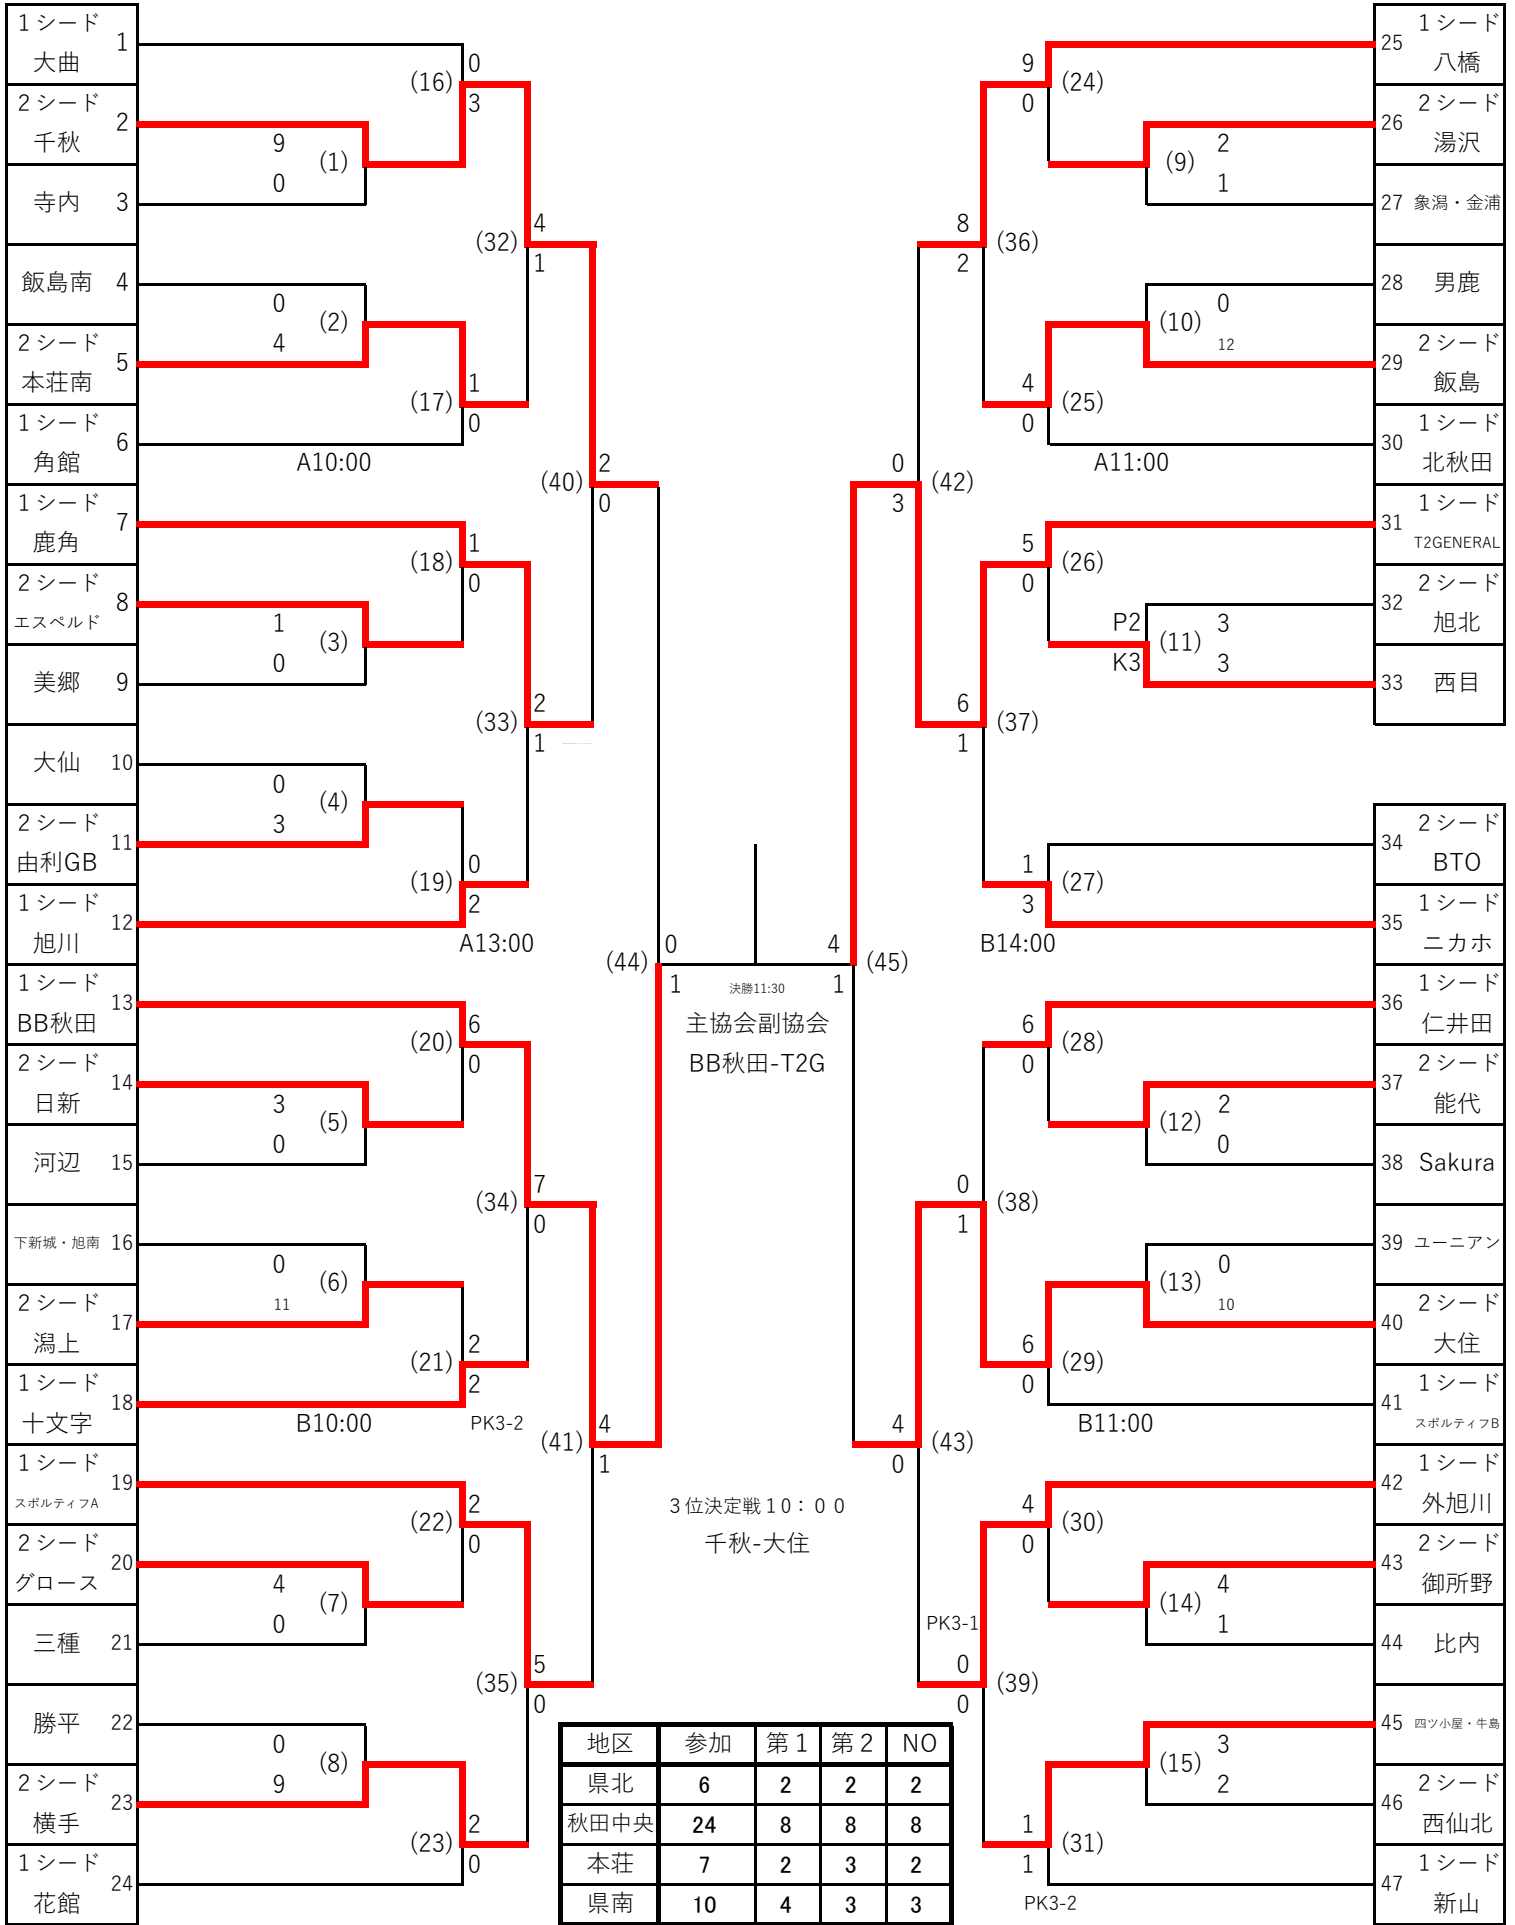 1シード
大曲 1
2シード
千秋 2
寺内 3
飯島南 4
2シード
本荘南 5
1シード
角館 6
1シード
鹿角 7
2シード
エスペルド 8
美郷 9
大仙 10
2シード
由利GB 11
1シード
旭川 12
1シード
BB秋田 13
2シード
日新 14
河辺 15
下新城・旭南 16
2シード
潟上 17
1シード
十文字 18
1シード
スポルティフA 19
2シード
グロース 20
三種 21
勝平 22
2シード
横手 23
1シード
花館 24
9
(1)
0
0
(2)
4
A10:00
1
(3)
0
0
(4)
3
3
(5)
0
0
(6)
11
B10:00
4
(7)
0
0
(8)
9
0
(16)
3
1
(17)
0
1
(18)
0
0
(19)
2
A13:00
6
(20)
0
2
(21)
2
PK3-2
2
(22)
0
2
(23)
0
4
(32)
1
2
(33)
1
7
(34)
0
5
(35)
0
2
(40)
0
4
(41)
1
0
(44)
1
4
(45)
1
決勝11:30
主協会副協会
BB秋田-T2G
3位決定戦10:00
千秋-大住
0
(42)
3
4
(43)
0
8
(36)
2
6
(37)
1
0
(38)
1
PK3-1
0
(39)
0
9
(24)
0
4
(25)
0
5
(26)
0
1
(27)
3
B14:00
6
(28)
0
6
(29)
0
4
(30)
0
1
(31)
1
PK3-2
2
(9)
1
0
(10)
12
A11:00
P2
K3
3
(11)
3
2
(12)
0
0
(13)
10
B11:00
4
(14)
1
3
(15)
2
1シード
25 八橋
2シード
26 湯沢
27 象潟・金浦
28 男鹿
2シード
29 飯島
1シード
30 北秋田
1シード
31 T2GENERAL
2シード
32 旭北
33 西目
2シード
34 BTO
1シード
35 ニカホ
1シード
36 仁井田
2シード
37 能代
38 Sakura
39 ユーニアン
2シード
40 大住
1シード
41 スポルティフB
1シード
42 外旭川
2シード
43 御所野
44 比内
45 四ツ小屋・牛島
2シード
46 西仙北
1シード
47 新山
地区 参加 第1 第2 NO
県北 6 2 2 2
秋田中央 24 8 8 8
本荘 7 2 3 2
県南 10 4 3 3